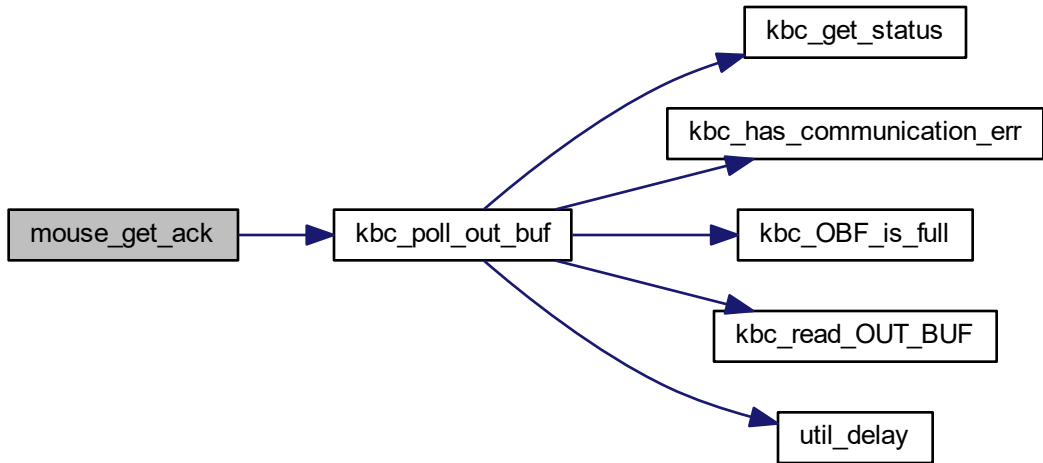 mouse_get_ack
kbc_poll_out_buf
kbc_get_status
kbc_has_communication_err
kbc_OBF_is_full
kbc_read_OUT_BUF
util_delay